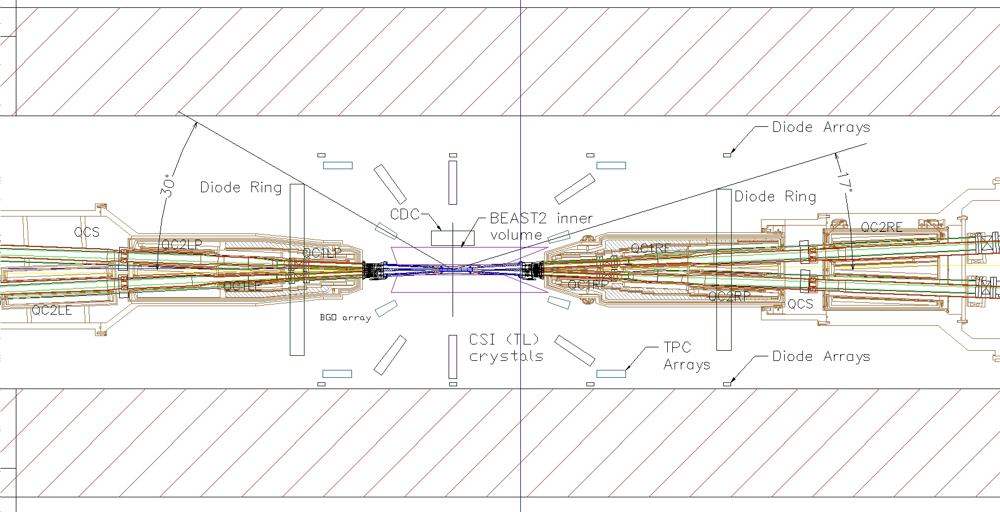 Diode Arrays
30°
17°
Diode Ring
Diode Ring
CDC
BEAST2 inner
volume
QCS
QC2RE
QC2LP
QC1LP
QC1RE
QC1LE
QC1RP
QC2RP
QCS
QC2LE
BGO array
CSI (TL)
crystals
TPC
Arrays
Diode Arrays